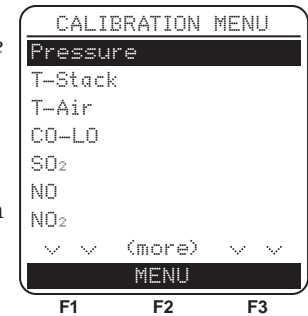 CALIBRATION MENU
Pressure
T-Stack
T-Air
CO-LO
SO₂
NO
NO₂
(more)
MENU
F1 F2 F3